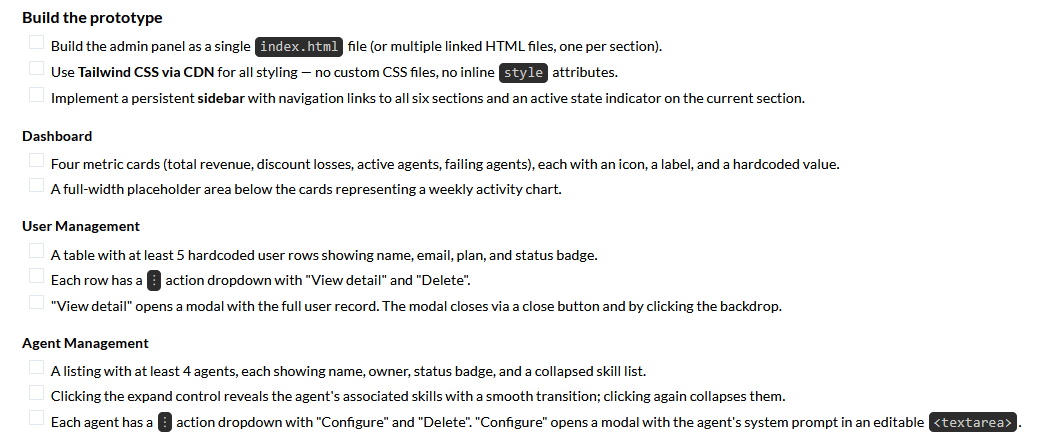 Build the prototype
Build the admin panel as a single index.html file (or multiple linked HTML files, one per section).
Use Tailwind CSS via CDN for all styling — no custom CSS files, no inline style attributes.
Implement a persistent sidebar with navigation links to all six sections and an active state indicator on the current section.
Dashboard
Four metric cards (total revenue, discount losses, active agents, failing agents), each with an icon, a label, and a hardcoded value.
A full-width placeholder area below the cards representing a weekly activity chart.
User Management
A table with at least 5 hardcoded user rows showing name, email, plan, and status badge.
Each row has a ⋮ action dropdown with "View detail" and "Delete".
"View detail" opens a modal with the full user record. The modal closes via a close button and by clicking the backdrop.
Agent Management
A listing with at least 4 agents, each showing name, owner, status badge, and a collapsed skill list.
Clicking the expand control reveals the agent's associated skills with a smooth transition; clicking again collapses them.
Each agent has a ⋮ action dropdown with "Configure" and "Delete". "Configure" opens a modal with the agent's system prompt in an editable <textarea>.